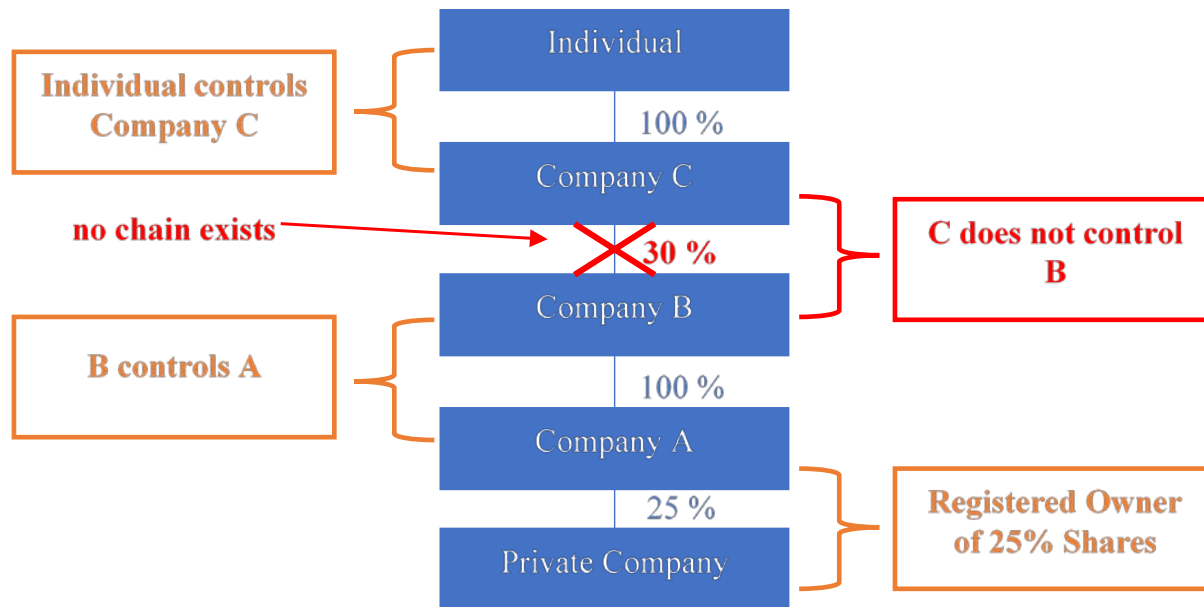 Individual
Individual controls
Company C
100 %
Company C
no chain exists
30 %
C does not control
B
Company B
B controls A
100 %
Company A
25 %
Registered Owner
of 25% Shares
Private Company